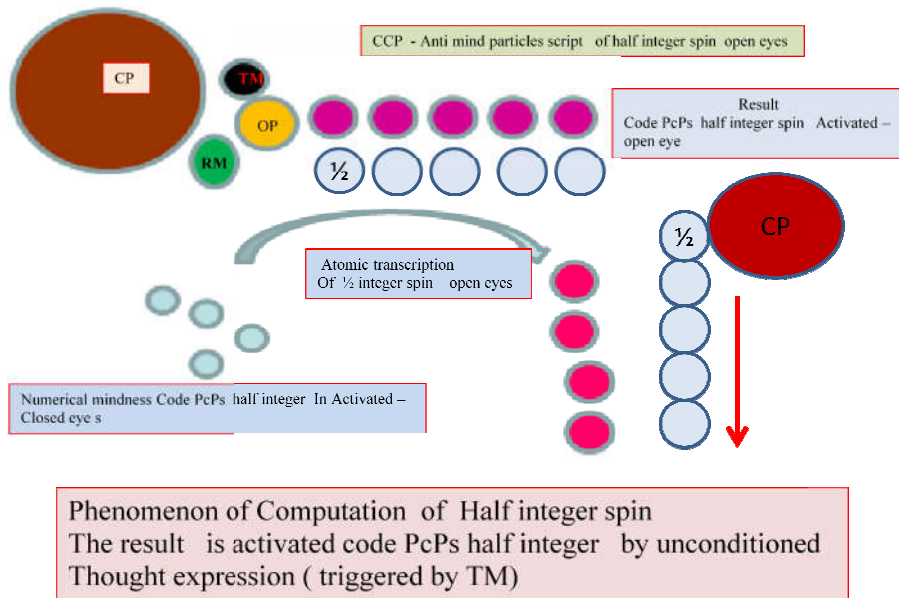 CCP - Anti mind particles script of half integer spin open eyes
CP
TM
OP
RM
Result
Code PcPs half integer spin Activated –
open eye
½
½
CP
Atomic transcription
Of ½ integer spin open eyes
Numerical mindness Code PcPs half integer In Activated –
Closed eye s
Phenomenon of Computation of Half integer spin
The result is activated code PcPs half integer by unconditioned
Thought expression ( triggered by TM)